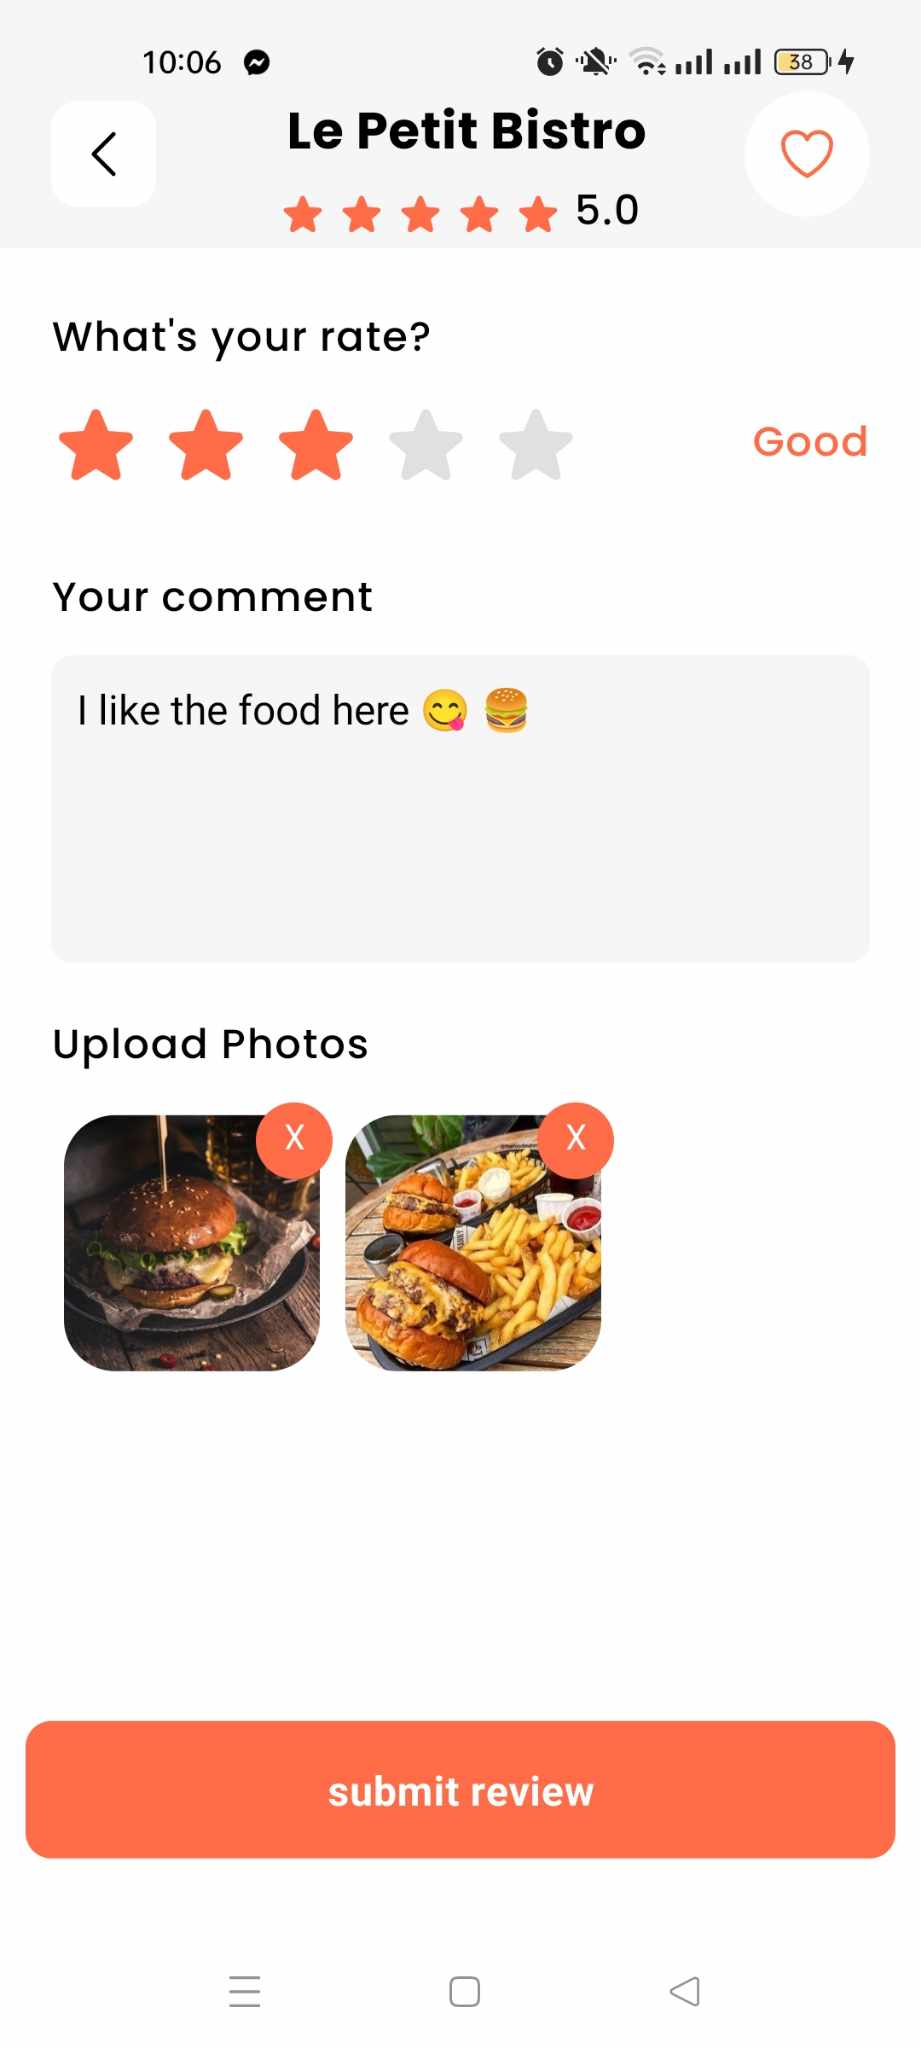 10:06
38
Le Petit Bistro
5.0
What's your rate?
Good
Your comment
I like the food here 😋 🍔
Upload Photos
X X
submit review